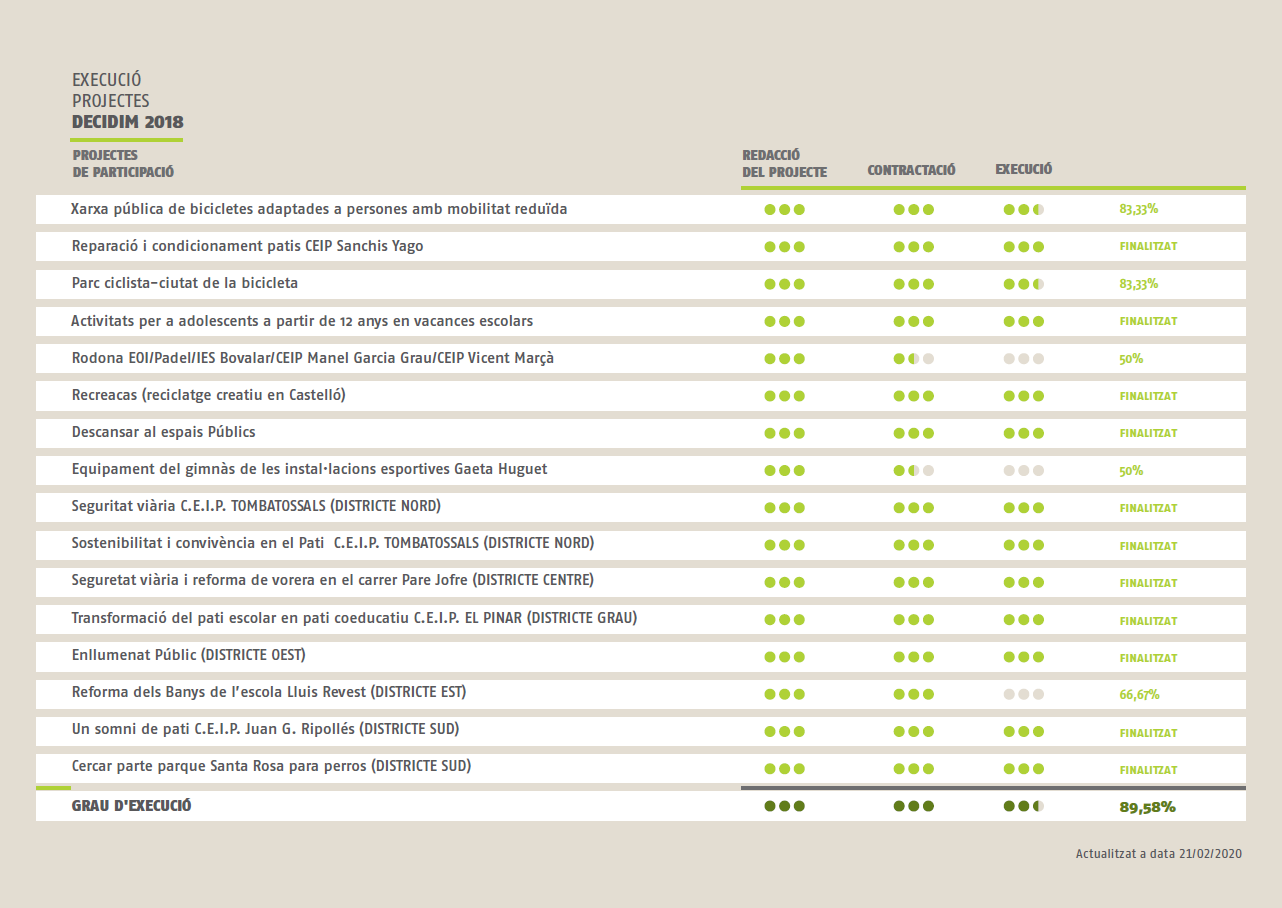 EXECUCIÓ
PROJECTES
DECIDIM 2018
PROJECTES
DE PARTICIPACIÓ
REDACCIÓ
DEL PROJECTE
CONTRACTACIÓ
EXECUCIÓ
Xarxa pública de bicicletes adaptades a persones amb mobilitat reduïda 83,33%
Reparació i condicionament patis CEIP Sanchis Yago FINALITZAT
Parc ciclista-ciutat de la bicicleta 83,33%
Activitats per a adolescents a partir de 12 anys en vacances escolars FINALITZAT
Rodona EOI/Padel/IES Bovalar/CEIP Manel Garcia Grau/CEIP Vicent Marçà 50%
Recreacas (reciclatge creatiu en Castelló) FINALITZAT
Descansar al espais Públics FINALITZAT
Equipament del gimnàs de les instal·lacions esportives Gaeta Huguet 50%
Seguritat viària C.E.I.P. TOMBATOSSALS (DISTRICTE NORD) FINALITZAT
Sostenibilitat i convivència en el Pati C.E.I.P. TOMBATOSSALS (DISTRICTE NORD) FINALITZAT
Seguretat viària i reforma de vorera en el carrer Pare Jofre (DISTRICTE CENTRE) FINALITZAT
Transformació del pati escolar en pati coeducatiu C.E.I.P. EL PINAR (DISTRICTE GRAU) FINALITZAT
Enllumenat Públic (DISTRICTE OEST) FINALITZAT
Reforma dels Banys de l'escola Lluis Revest (DISTRICTE EST) 66,67%
Un somni de pati C.E.I.P. Juan G. Ripollés (DISTRICTE SUD) FINALITZAT
Cercar parte parque Santa Rosa para perros (DISTRICTE SUD) FINALITZAT
GRAU D'EXECUCIÓ 89,58%
Actualitzat a data 21/02/2020